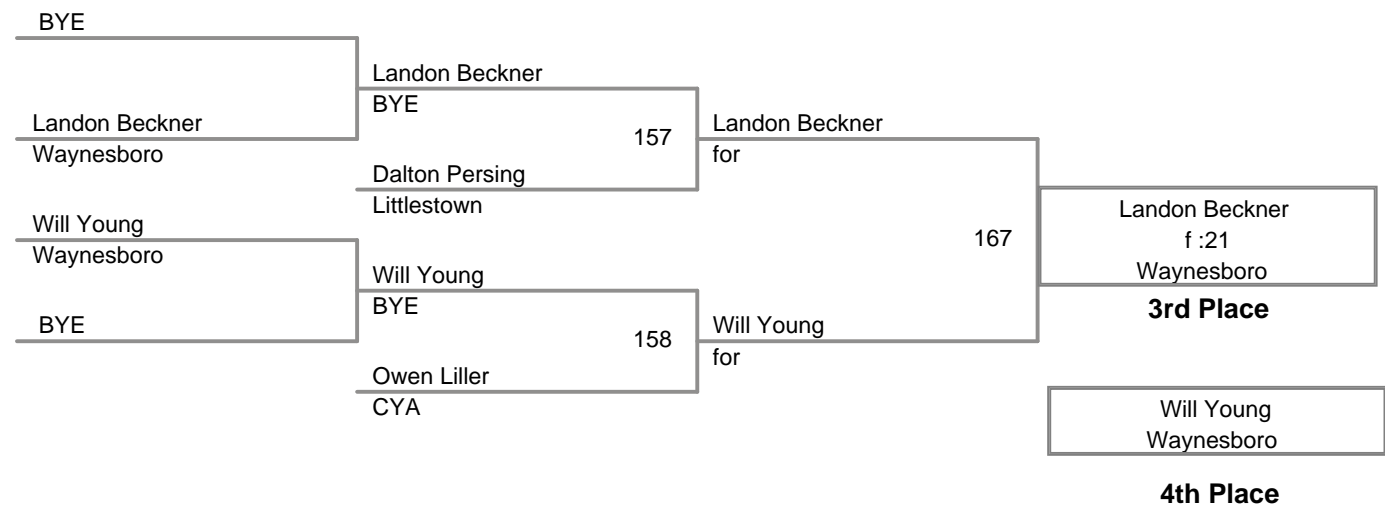 BYE
Landon Beckner
BYE
Landon Beckner
Waynesboro
157
Landon Beckner
for
Dalton Persing
Littlestown
Will Young
Waynesboro
167
Landon Beckner
f :21
Waynesboro
3rd Place
Will Young
BYE
BYE
158
Will Young
for
Owen Liller
CYA
Will Young
Waynesboro
4th Place